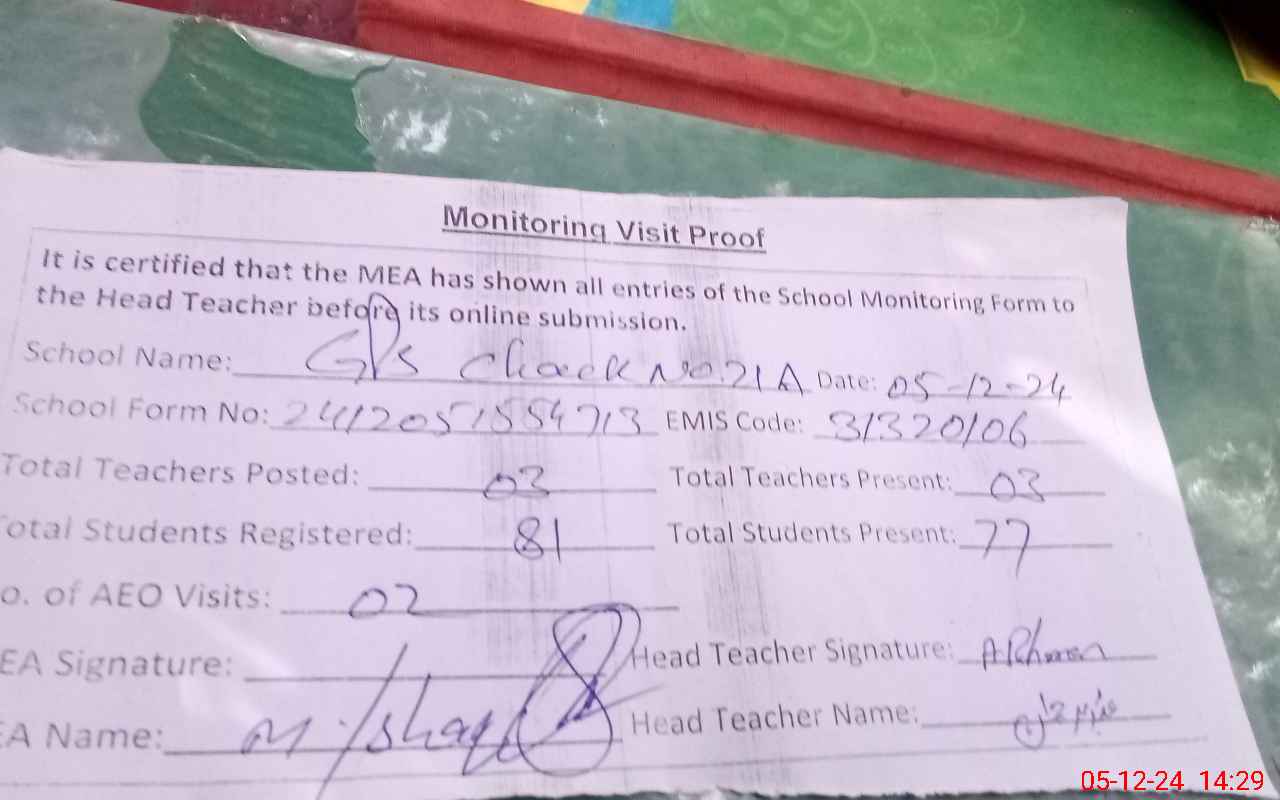 Monitoring Visit Proof
It is certified that the MEA has shown all entries of the School Monitoring Form to
the Head Teacher before its online submission.
School Name: GPS Chack No.21A Date: 05-12-24
School Form No: 2412051554713 EMIS Code: 31320106
Total Teachers Posted: 03 Total Teachers Present: 03
otal Students Registered: 81 Total Students Present: 77
o. of AEO Visits: 02
EA Signature: Head Teacher Signature:
A Name: M. Ishaq Head Teacher Name:
05-12-24 14:29